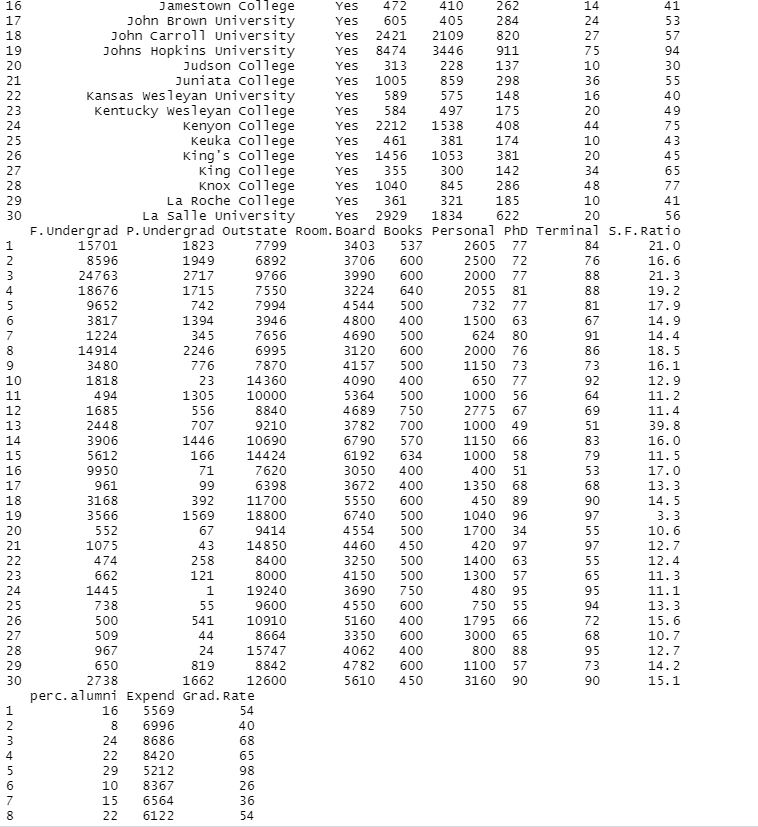 16 Jamestown College Yes 472 410 262 14 41
17 John Brown University Yes 605 405 284 24 53
18 John Carroll University Yes 2421 2109 820 27 57
19 Johns Hopkins University Yes 8474 3446 911 75 94
20 Judson College Yes 313 228 137 10 30
21 Juniata College Yes 1005 859 298 36 55
22 Kansas Wesleyan University Yes 589 575 148 16 40
23 Kentucky Wesleyan College Yes 584 497 175 20 49
24 Kenyon College Yes 2212 1538 408 44 75
25 Keuka College Yes 461 381 174 10 43
26 King's College Yes 1456 1053 381 20 45
27 King College Yes 355 300 142 34 65
28 Knox College Yes 1040 845 286 48 77
29 La Roche College Yes 361 321 185 10 41
30 La Salle University Yes 2929 1834 622 20 56
F.Undergrad P.Undergrad Outstate Room.Board Books Personal PhD Terminal S.F.Ratio
1 15701 1823 7799 3403 537 2605 77 84 21.0
2 8596 1949 6892 3706 600 2500 72 76 16.6
3 24763 2717 9766 3990 600 2000 77 88 21.3
4 18676 1715 7550 3224 640 2055 81 88 19.2
5 9652 742 7994 4544 500 732 77 81 17.9
6 3817 1394 3946 4800 400 1500 63 67 14.9
7 1224 345 7656 4690 500 624 80 91 14.4
8 14914 2246 6995 3120 600 2000 76 86 18.5
9 3480 776 7870 4157 500 1150 73 73 16.1
10 1818 23 14360 4090 400 650 77 92 12.9
11 494 1305 10000 5364 500 1000 56 64 11.2
12 1685 556 8840 4689 750 2775 67 69 11.4
13 2448 707 9210 3782 700 1000 49 51 39.8
14 3906 1446 10690 6790 570 1150 66 83 16.0
15 5612 166 14424 6192 634 1000 58 79 11.5
16 9950 71 7620 3050 400 400 51 53 17.0
17 961 99 6398 3672 400 1350 68 68 13.3
18 3168 392 11700 5550 600 450 89 90 14.5
19 3566 1569 18800 6740 500 1040 96 97 3.3
20 552 67 9414 4554 500 1700 34 55 10.6
21 1075 43 14850 4460 450 420 97 97 12.7
22 474 258 8400 3250 500 1400 63 55 12.4
23 662 121 8000 4150 500 1300 57 65 11.3
24 1445 1 19240 3690 750 480 95 95 11.1
25 738 55 9600 4550 600 750 55 94 13.3
26 500 541 10910 5160 400 1795 66 72 15.6
27 509 44 8664 3350 600 3000 65 68 10.7
28 967 24 15747 4062 400 800 88 95 12.7
29 650 819 8842 4782 600 1100 57 73 14.2
30 2738 1662 12600 5610 450 3160 90 90 15.1
perc.alumni Expend Grad.Rate
1 16 5569 54
2 8 6996 40
3 24 8686 68
4 22 8420 65
5 29 5212 98
6 10 8367 26
7 15 6564 36
8 22 6122 54